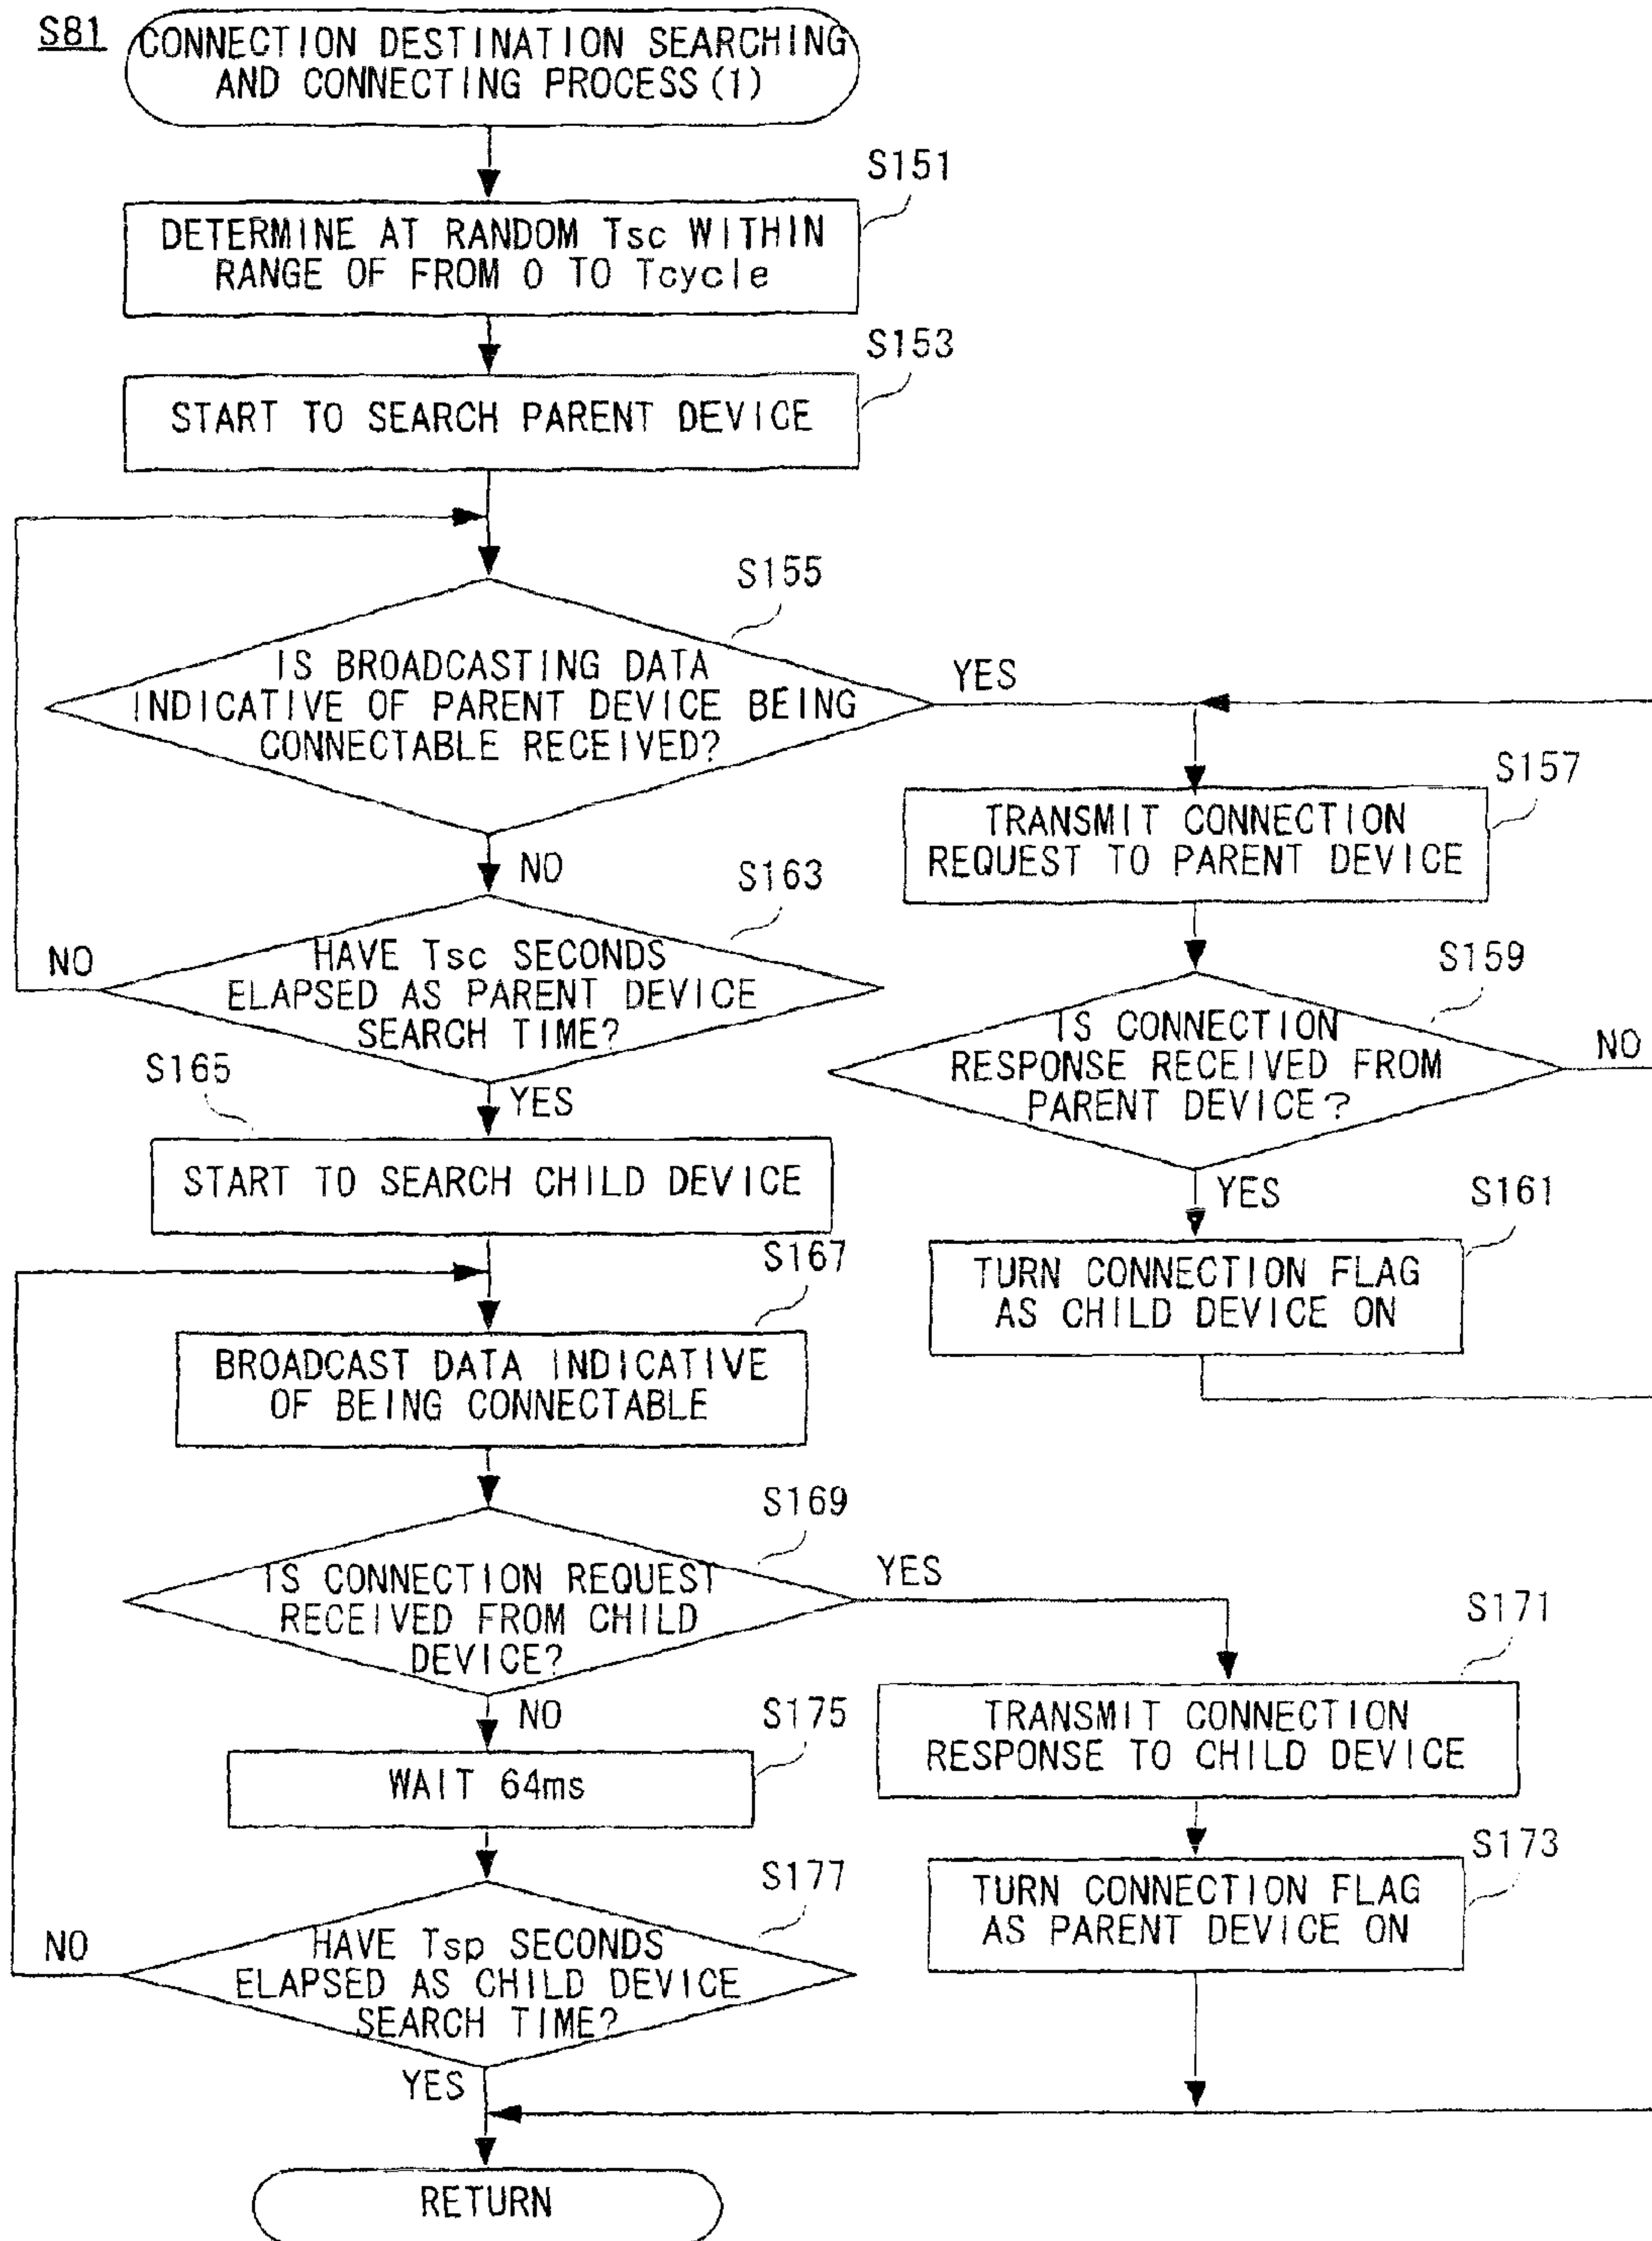 S81
CONNECTION DESTINATION SEARCHING
AND CONNECTING PROCESS(1)
S151
DETERMINE AT RANDOM Tsc WITHIN
RANGE OF FROM 0 TO Tcycle
S153
START TO SEARCH PARENT DEVICE
S155
IS BROADCASTING DATA
INDICATIVE OF PARENT DEVICE BEING
CONNECTABLE RECEIVED?
YES
S157
TRANSMIT CONNECTION
REQUEST TO PARENT DEVICE
NO
S163
HAVE Tsc SECONDS
ELAPSED AS PARENT DEVICE
SEARCH TIME?
NO
S159
IS CONNECTION
RESPONSE RECEIVED FROM
PARENT DEVICE?
NO
YES
S165
START TO SEARCH CHILD DEVICE
YES
S161
TURN CONNECTION FLAG
AS CHILD DEVICE ON
S167
BROADCAST DATA INDICATIVE
OF BEING CONNECTABLE
S169
IS CONNECTION REQUEST
RECEIVED FROM CHILD
DEVICE?
YES
S171
TRANSMIT CONNECTION
RESPONSE TO CHILD DEVICE
NO
S175
WAIT 64ms
S173
TURN CONNECTION FLAG
AS PARENT DEVICE ON
S177
HAVE Tsp SECONDS
ELAPSED AS CHILD DEVICE
SEARCH TIME?
NO
YES
RETURN